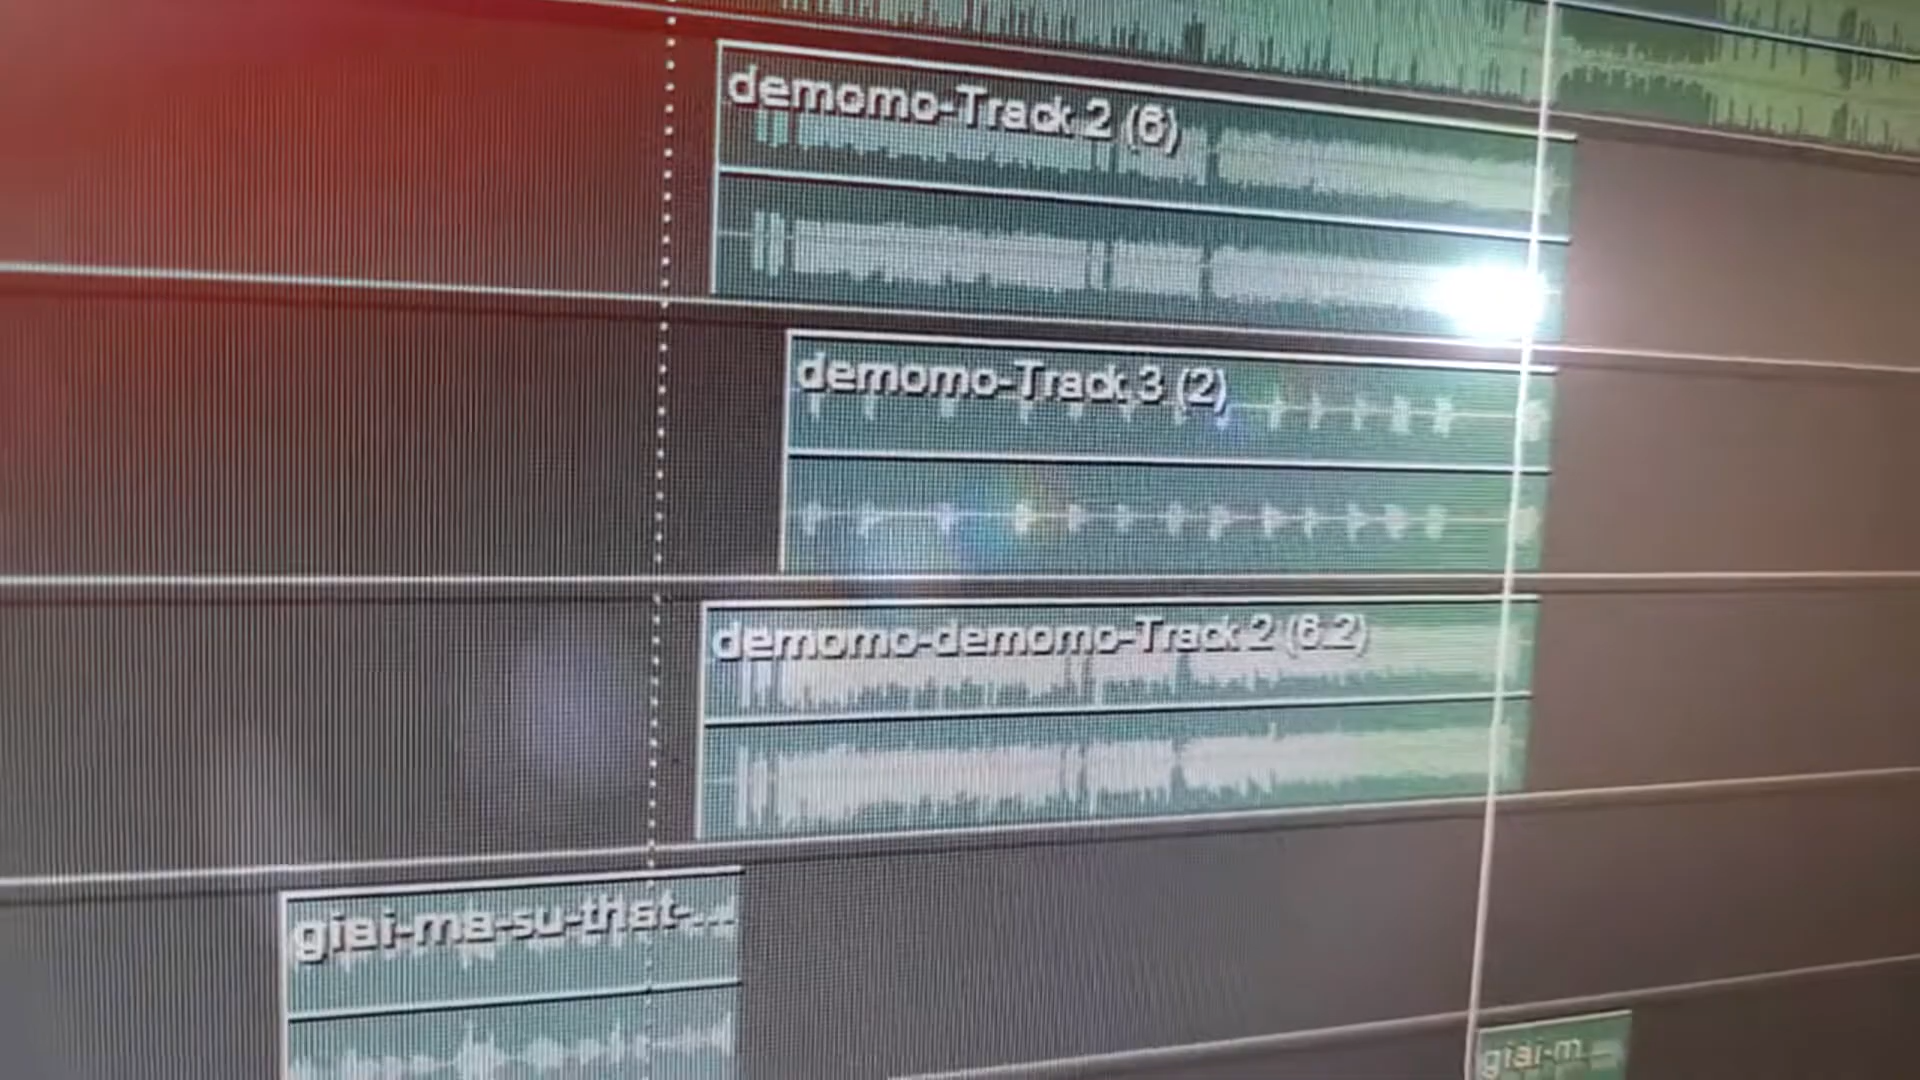 demomo-Track 2 (6)
demomo-Track 3 (2)
demomo-demomo-Track 2 (6.2)
giai-ma-su-that-...
giai-m...